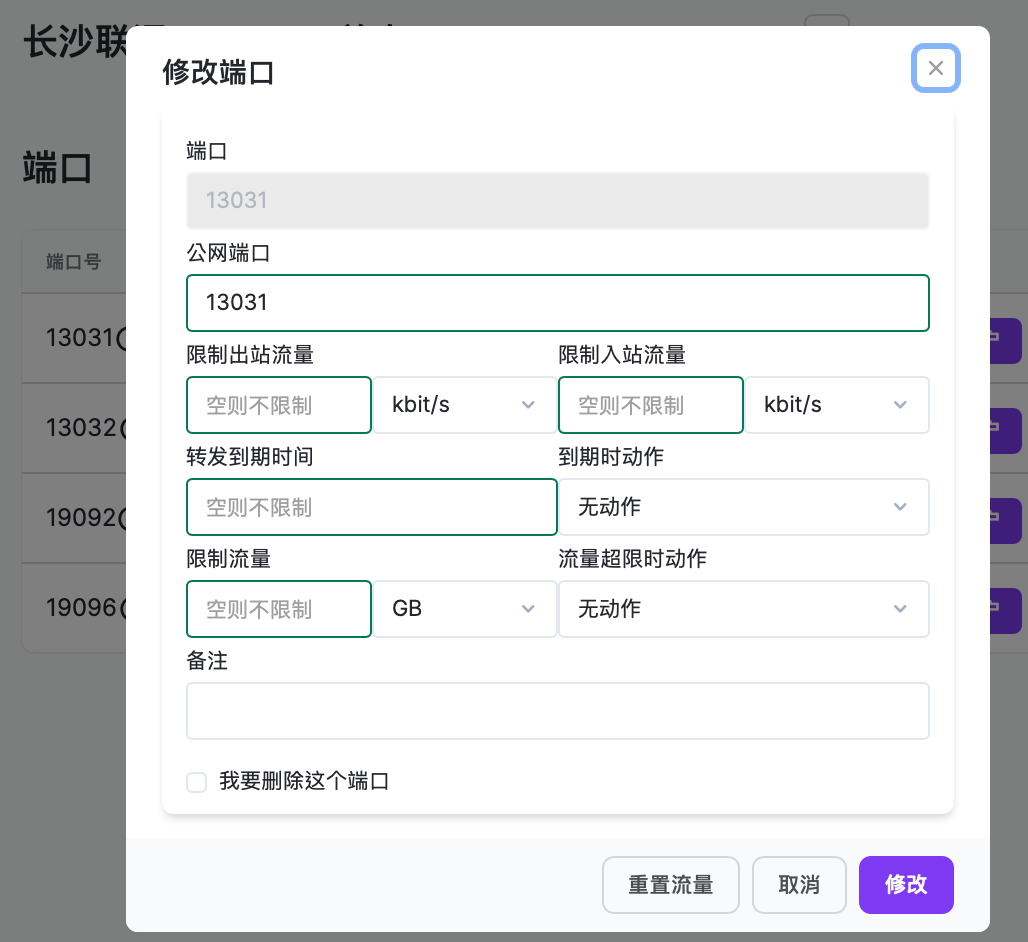 长沙联
修改端口
端口
端口
13031
公网端口
端口号
13031
限制出站流量 限制入站流量
13031
空则不限制 kbit/s 空则不限制 kbit/s
13032
转发到期时间 到期时动作
空则不限制 无动作
19092
限制流量 流量超限时动作
空则不限制 GB 无动作
19096
备注
我要删除这个端口
重置流量 取消 修改